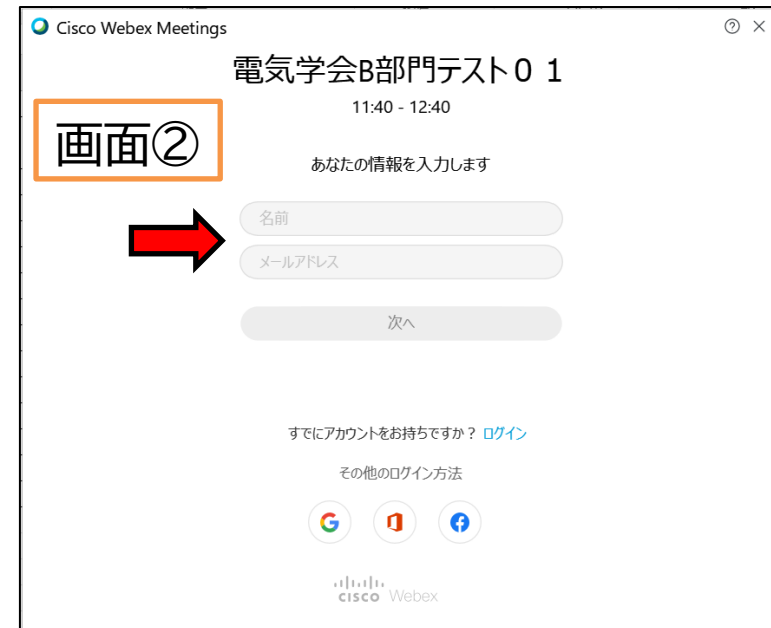 Cisco Webex Meetings
電気学会B部門テスト０１
11:40 - 12:40
画面②
あなたの情報を入力します
名前
メールアドレス
次へ
すでにアカウントをお持ちですか？ ログイン
その他のログイン方法
cisco Webex